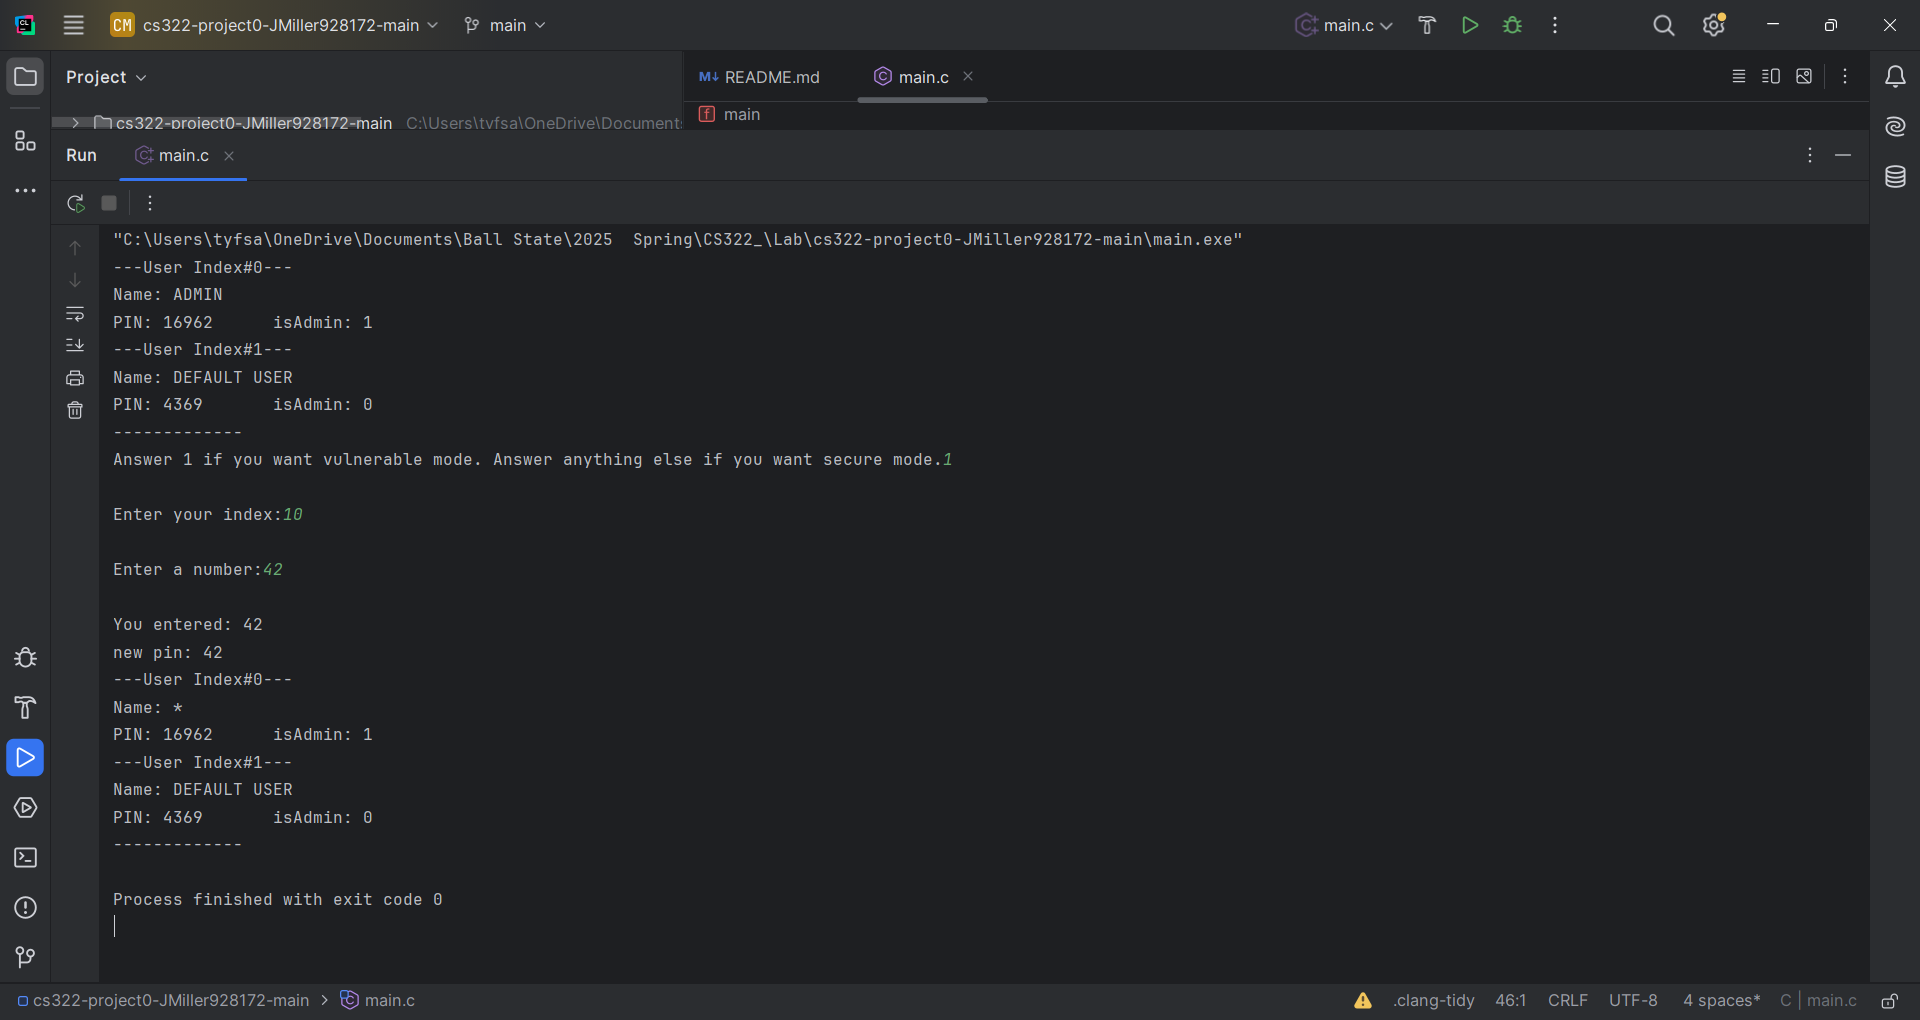 CM cs322-project0-JMiller928172-main main main.c
Project README.md main.c
cs322-project0-JMiller928172-main C:\Users\tyfsa\OneDrive\Document main
Run main.c
"C:\Users\tyfsa\OneDrive\Documents\Ball State\2025  Spring\CS322_\Lab\cs322-project0-JMiller928172-main\main.exe"
---User Index#0---
Name: ADMIN
PIN: 16962      isAdmin: 1
---User Index#1---
Name: DEFAULT USER
PIN: 4369       isAdmin: 0
-------------
Answer 1 if you want vulnerable mode. Answer anything else if you want secure mode.1
Enter your index:10
Enter a number:42
You entered: 42
new pin: 42
---User Index#0---
Name: *
PIN: 16962      isAdmin: 1
---User Index#1---
Name: DEFAULT USER
PIN: 4369       isAdmin: 0
-------------
Process finished with exit code 0
cs322-project0-JMiller928172-main > main.c .clang-tidy 46:1 CRLF UTF-8 4 spaces* C | main.c